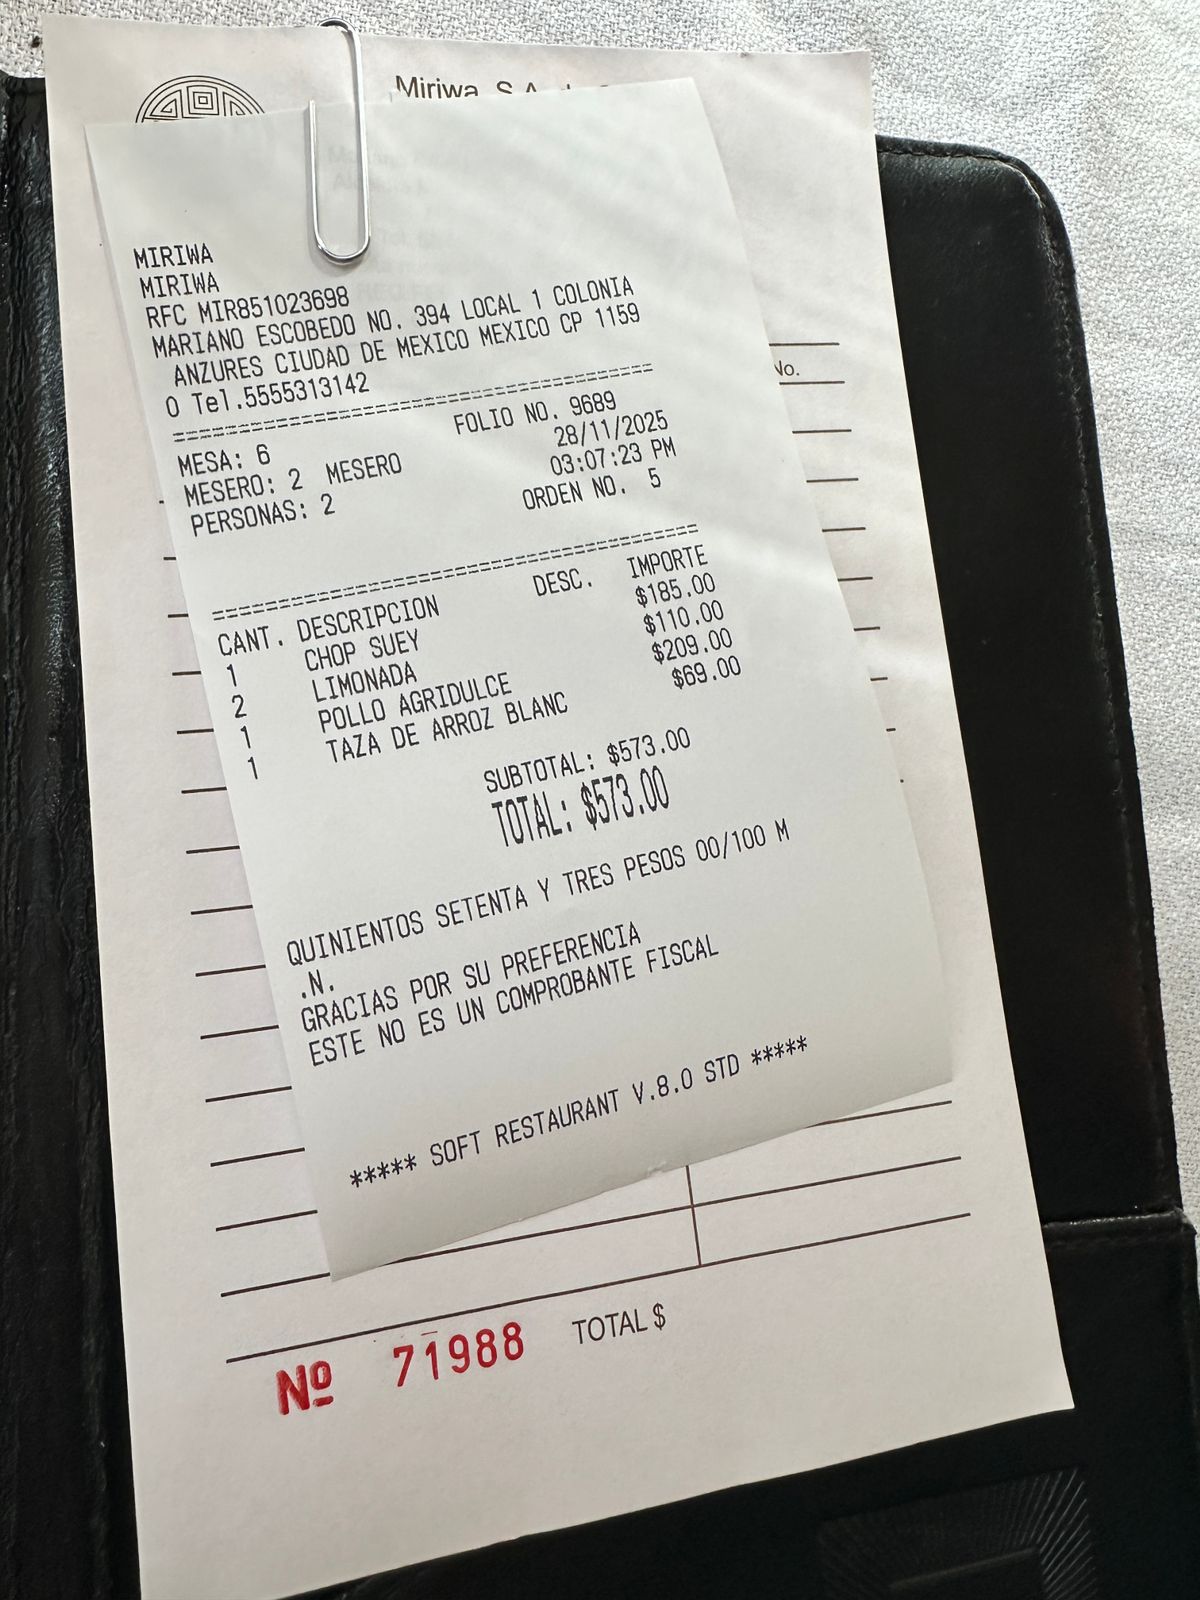 Miriwa, S.A. de C
MIRIWA
MIRIWA
RFC MIR851023698
MARIANO ESCOBEDO NO. 394 LOCAL 1 COLONIA
ANZURES CIUDAD DE MEXICO MEXICO CP 1159
0 Tel.5555313142
==================================================
FOLIO NO. 9689
MESA: 6 28/11/2025
MESERO: 2 MESERO 03:07:23 PM
PERSONAS: 2 ORDEN NO. 5
==================================================
CANT. DESCRIPCION DESC. IMPORTE
1 CHOP SUEY $185.00
2 LIMONADA $110.00
1 POLLO AGRIDULCE $209.00
1 TAZA DE ARROZ BLANC $69.00
SUBTOTAL: $573.00
TOTAL: $573.00
QUINIENTOS SETENTA Y TRES PESOS 00/100 M
.N.
GRACIAS POR SU PREFERENCIA
ESTE NO ES UN COMPROBANTE FISCAL
***** SOFT RESTAURANT V.8.0 STD *****
No.
Nº 71988 TOTAL $